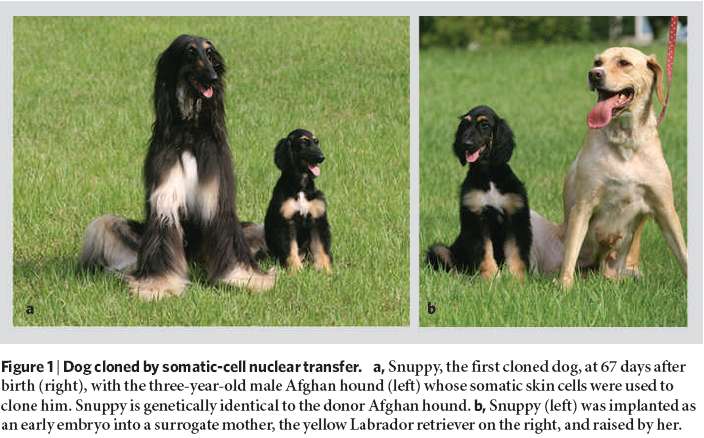 a
b
Figure 1 | Dog cloned by somatic-cell nuclear transfer. a, Snuppy, the first cloned dog, at 67 days after
birth (right), with the three-year-old male Afghan hound (left) whose somatic skin cells were used to
clone him. Snuppy is genetically identical to the donor Afghan hound. b, Snuppy (left) was implanted as
an early embryo into a surrogate mother, the yellow Labrador retriever on the right, and raised by her.